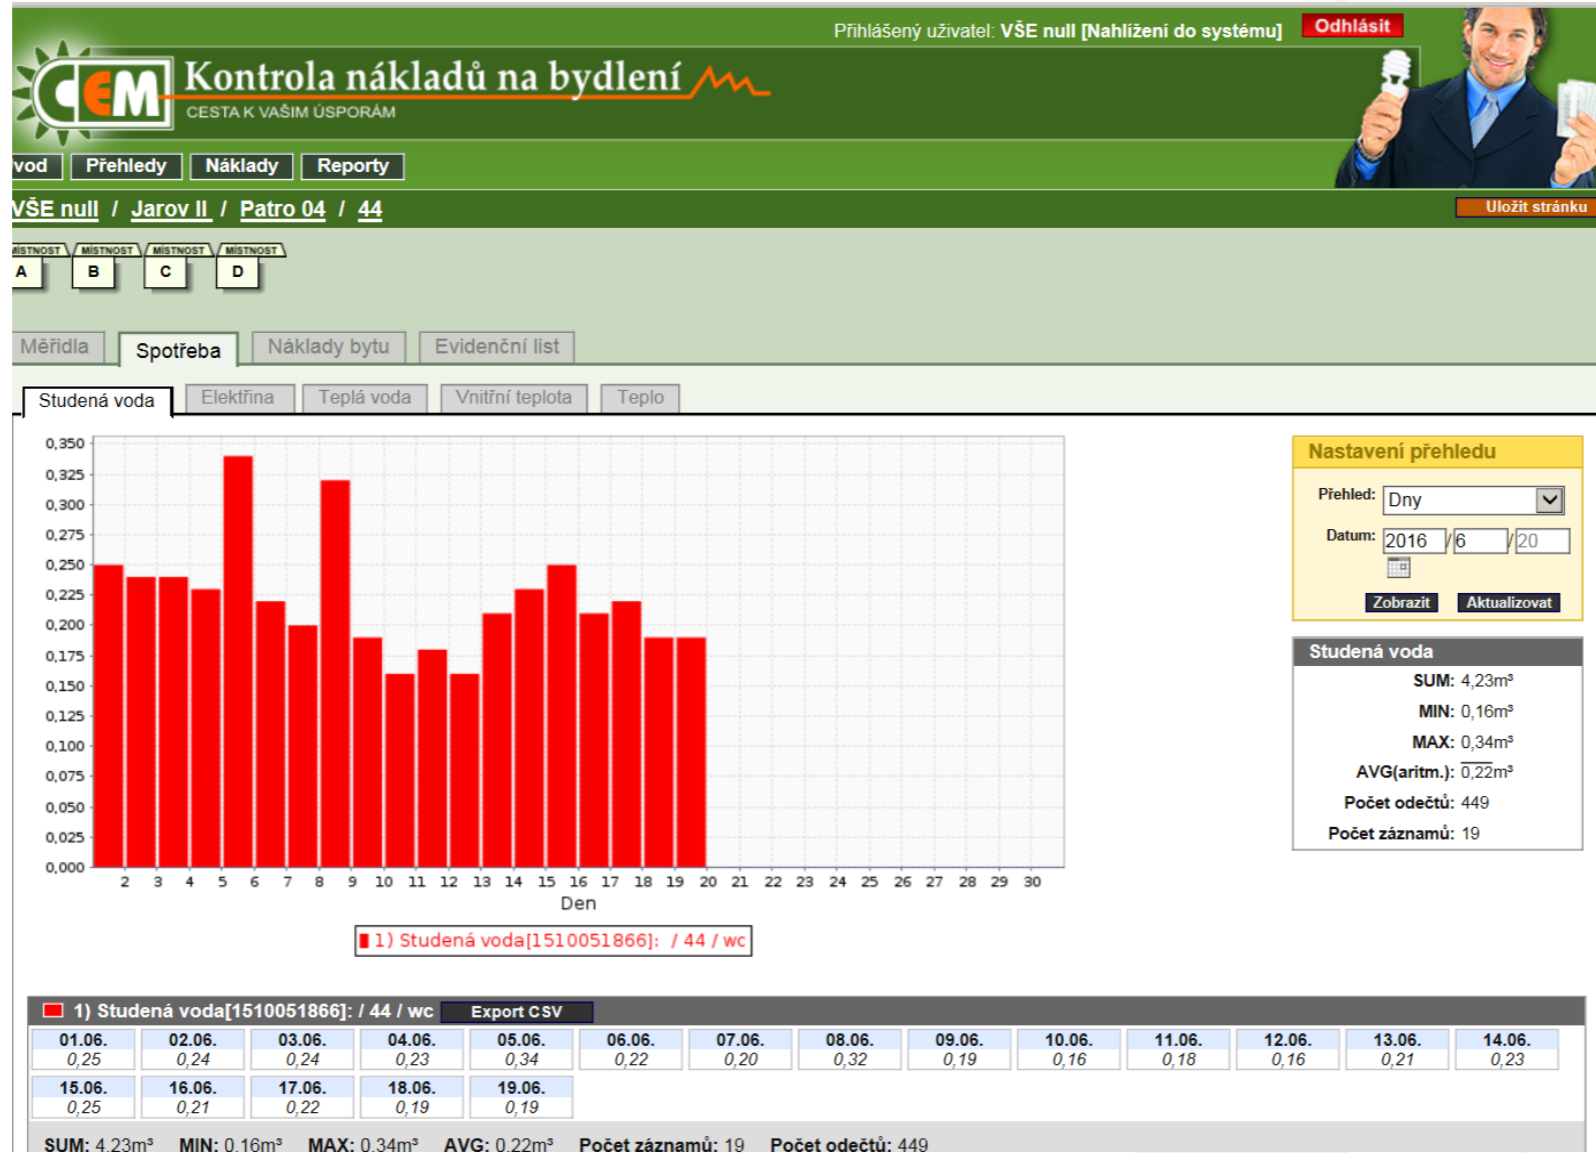 Přihlášený uživatel: VŠE null [Nahlížení do systému] Odhlásit
CEM Kontrola nákladů na bydlení
CESTA K VAŠIM ÚSPORÁM
vod Přehledy Náklady Reporty
VŠE null / Jarov II / Patro 04 / 44 Uložit stránku
MÍSTNOST MÍSTNOST MÍSTNOST MÍSTNOST
A B C D
Měřidla Spotřeba Náklady bytu Evidenční list
Studená voda Elektřina Teplá voda Vnitřní teplota Teplo
0,350
0,325
0,300
0,275
0,250
0,225
0,200
0,175
0,150
0,125
0,100
0,075
0,050
0,025
0,000
2 3 4 5 6 7 8 9 10 11 12 13 14 15 16 17 18 19 20 21 22 23 24 25 26 27 28 29 30
Den
1) Studená voda[1510051866]: / 44 / wc
Nastavení přehledu
Přehled: Dny
Datum: 2016 / 6 / 20
Zobrazit Aktualizovat
Studená voda
SUM: 4,23m³
MIN: 0,16m³
MAX: 0,34m³
AVG(aritm.): 0,22m³
Počet odečtů: 449
Počet záznamů: 19
1) Studená voda[1510051866]: / 44 / wc Export CSV
01.06. 02.06. 03.06. 04.06. 05.06. 06.06. 07.06. 08.06. 09.06. 10.06. 11.06. 12.06. 13.06. 14.06.
0,25 0,24 0,24 0,23 0,34 0,22 0,20 0,32 0,19 0,16 0,18 0,16 0,21 0,23
15.06. 16.06. 17.06. 18.06. 19.06.
0,25 0,21 0,22 0,19 0,19
SUM: 4,23m³ MIN: 0,16m³ MAX: 0,34m³ AVG: 0,22m³ Počet záznamů: 19 Počet odečtů: 449